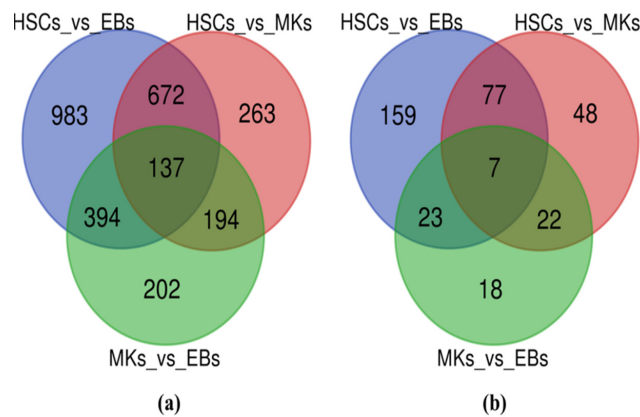 HSCs_vs_EBs
HSCs_vs_MKs
983
672
263
137
394
194
202
MKs_vs_EBs
(a)
HSCs_vs_EBs
HSCs_vs_MKs
159
77
48
7
23
22
18
MKs_vs_EBs
(b)